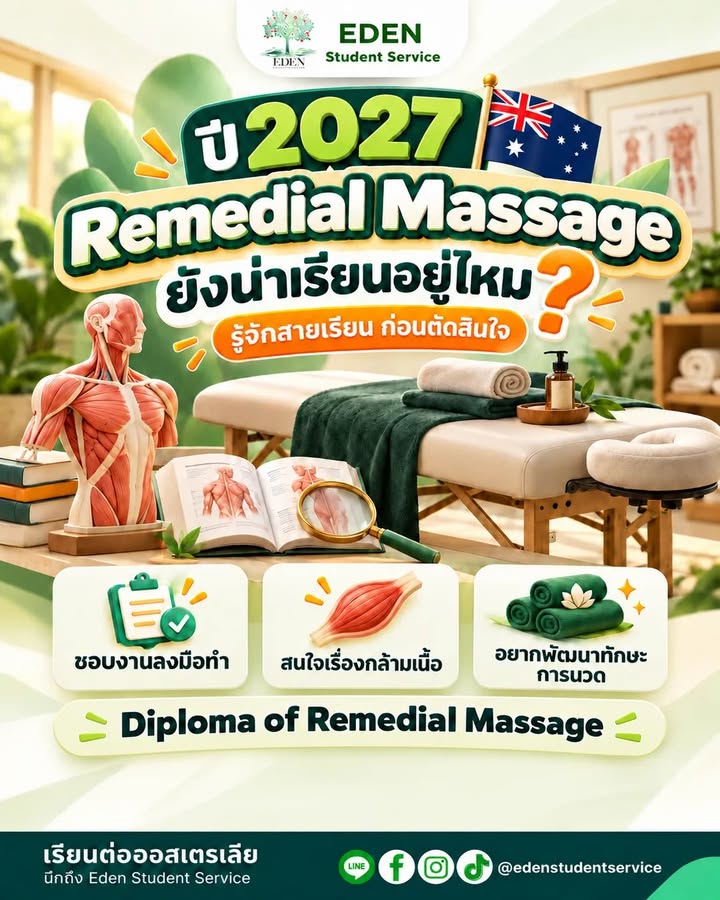 EDEN
EDEN
Student Service
ปี 2027
Remedial Massage
ยังน่าเรียนอยู่ไหม?
รู้จักสายเรียน ก่อนตัดสินใจ
ชอบงานลงมือทำ
สนใจเรื่องกล้ามเนื้อ
อยากพัฒนาทักษะ
การนวด
Diploma of Remedial Massage
เรียนต่อออสเตรเลีย
นึกถึง Eden Student Service
LINE
@edenstudentservice